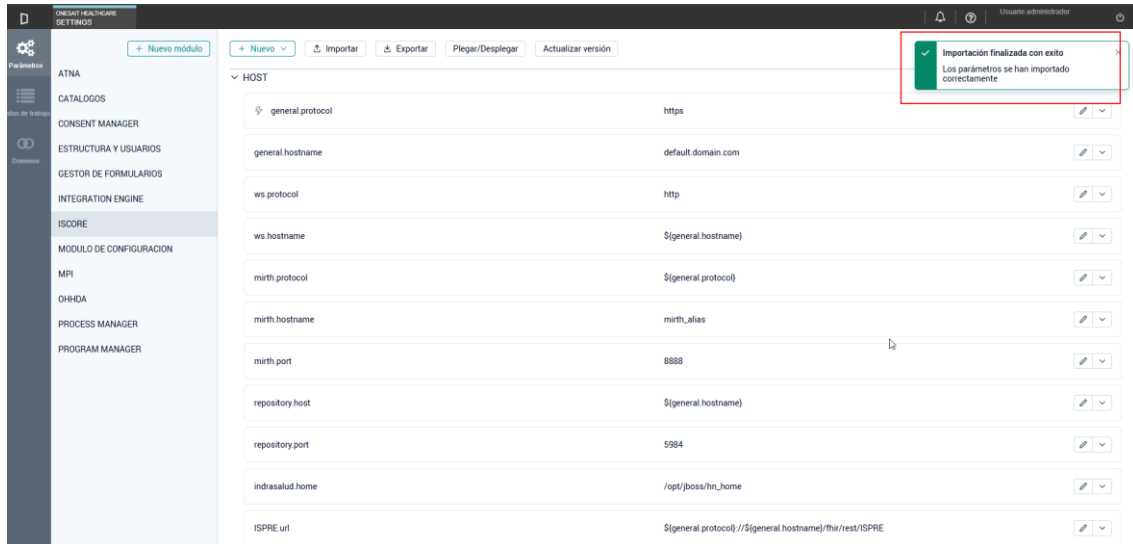 ONESAIT HEALTHCARE
SETTINGS
Usuario administrador
Parámetros
Dominios
+ Nuevo módulo
ATNA
CATALOGOS
CONSENT MANAGER
ESTRUCTURA Y USUARIOS
GESTOR DE FORMULARIOS
INTEGRATION ENGINE
ISCORE
MODULO DE CONFIGURACION
MPI
OHHDA
PROCESS MANAGER
PROGRAM MANAGER
+ Nuevo Importar Exportar Plegar/Desplegar Actualizar versión
Importación finalizada con exito
Los parámetros se han importado
correctamente
HOST
general.protocol https
general.hostname default.domain.com
ws.protocol http
ws.hostname ${general.hostname}
mirth.protocol ${general.protocol}
mirth.hostname mirth_alias
mirth.port 8888
repository.host ${general.hostname}
repository.port 5984
indrasalud.home /opt/jboss/hn_home
ISPRE.url ${general.protocol}://${general.hostname}/fhir/rest/ISPRE